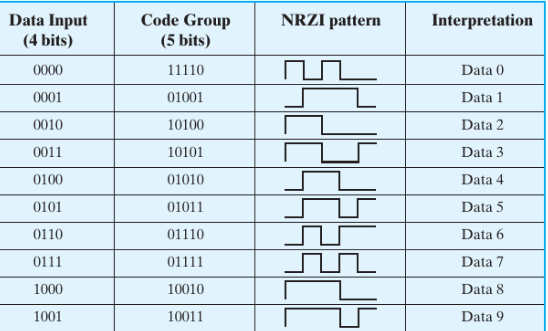 Data Input Code Group NRZI pattern Interpretation
(4 bits) (5 bits)
0000 11110 Data 0
0001 01001 Data 1
0010 10100 Data 2
0011 10101 Data 3
0100 01010 Data 4
0101 01011 Data 5
0110 01110 Data 6
0111 01111 Data 7
1000 10010 Data 8
1001 10011 Data 9